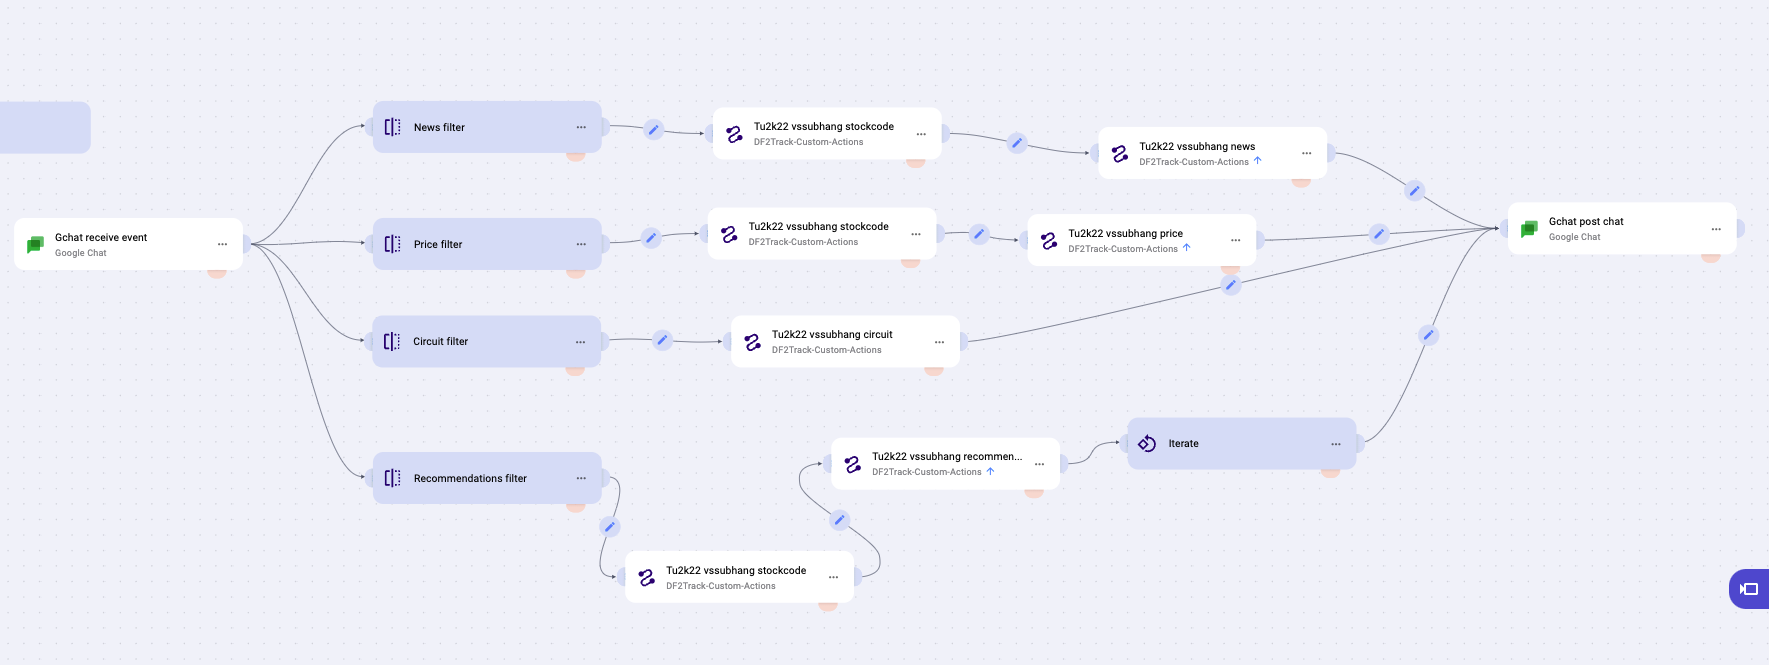 Gchat receive event
Google Chat
News filter
Tu2k22 vssubhang stockcode
DF2Track-Custom-Actions
Tu2k22 vssubhang news
DF2Track-Custom-Actions
Price filter
Tu2k22 vssubhang stockcode
DF2Track-Custom-Actions
Tu2k22 vssubhang price
DF2Track-Custom-Actions
Circuit filter
Tu2k22 vssubhang circuit
DF2Track-Custom-Actions
Recommendations filter
Tu2k22 vssubhang stockcode
DF2Track-Custom-Actions
Tu2k22 vssubhang recommen...
DF2Track-Custom-Actions
Iterate
Gchat post chat
Google Chat